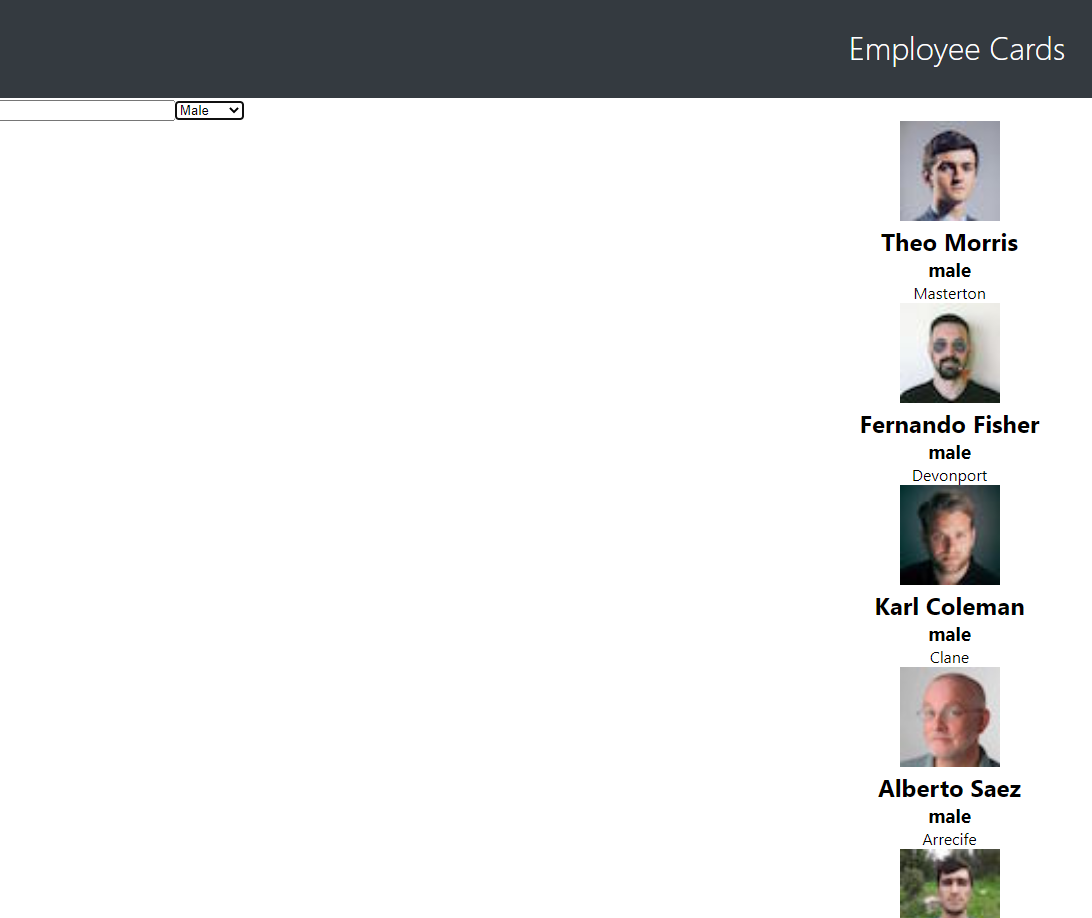 Employee Cards
Male
Theo Morris
male
Masterton
Fernando Fisher
male
Devonport
Karl Coleman
male
Clane
Alberto Saez
male
Arrecife